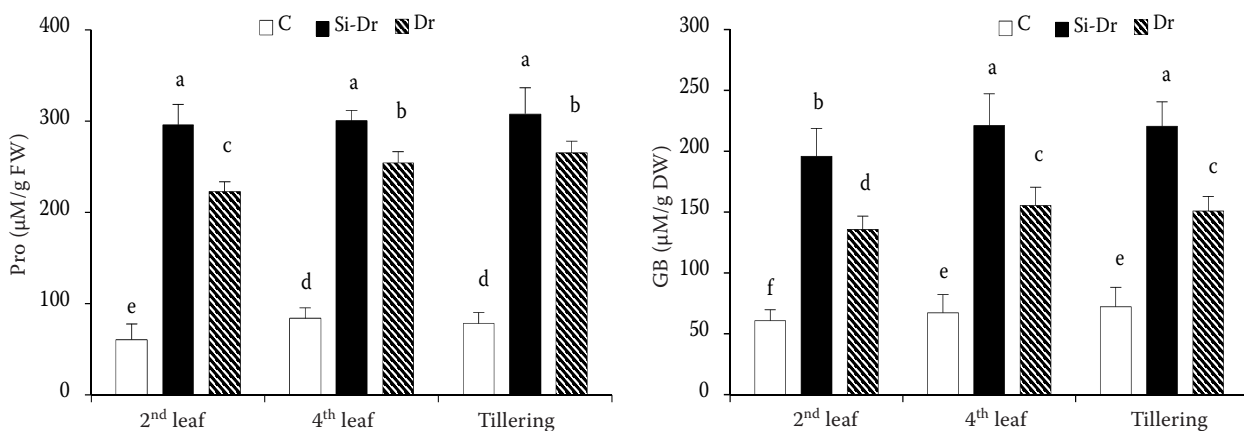 400
C Si-Dr Dr
a a a
300
b b
c
200
Pro (μM/g FW)
100
d d
e
0
2nd leaf 4th leaf Tillering
300
C Si-Dr Dr
a a
250
b
200
c c
d
150
GB (μM/g DW)
100
e e
f
50
0
2nd leaf 4th leaf Tillering